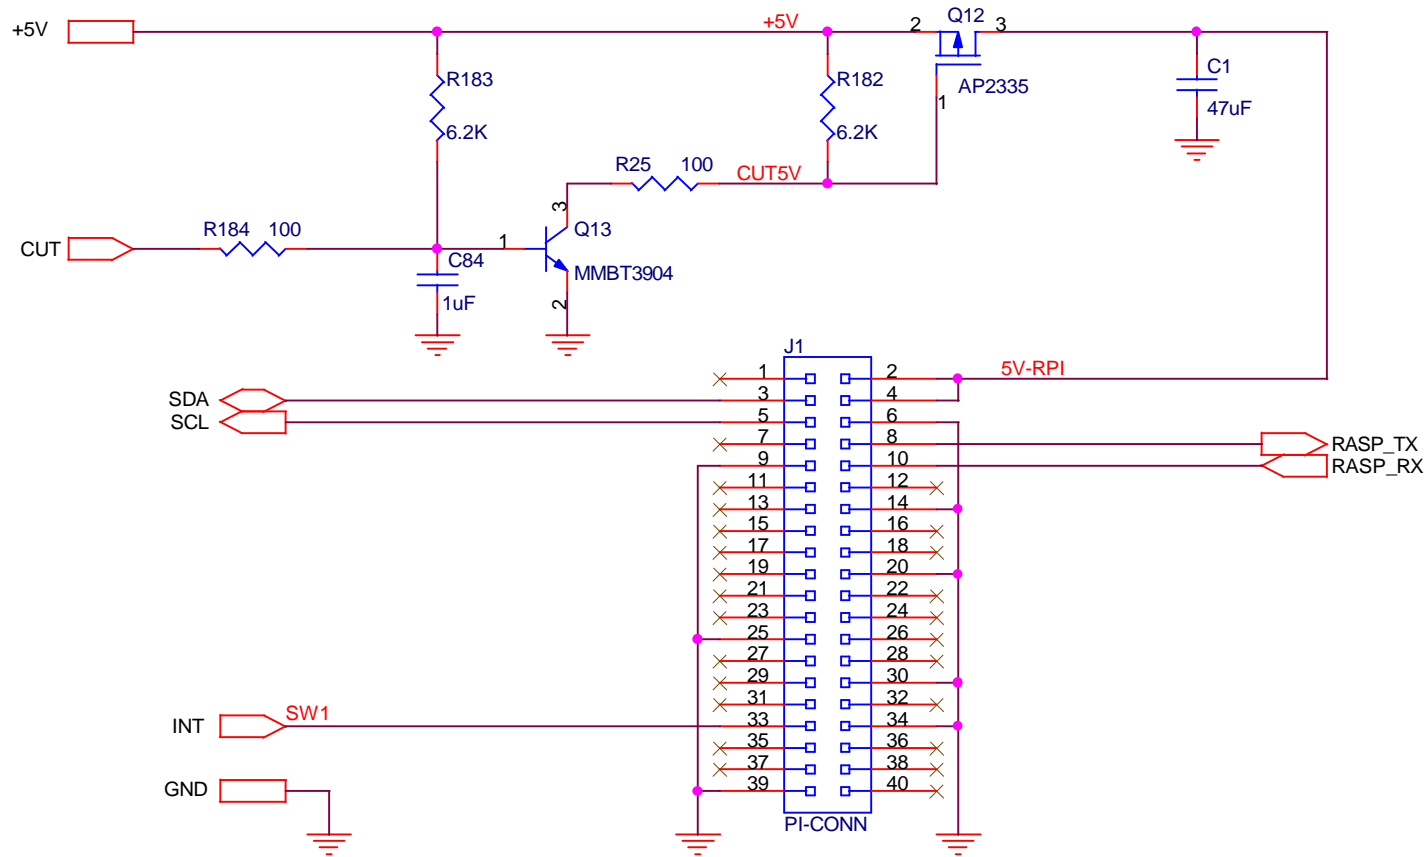 +5V
+5V
2
Q12
3
R183
6.2K
R182
6.2K
AP2335
1
C1
47uF
R25 100
CUT5V
3
Q13
CUT
R184 100
1
C84
1uF
MMBT3904
2
J1
1 2
5V-RPI
SDA
3 4
SCL
5 6
7 8
RASP_TX
9 10
RASP_RX
11 12
13 14
15 16
17 18
19 20
21 22
23 24
25 26
27 28
29 30
31 32
INT
SW1
33 34
35 36
37 38
GND
39 40
PI-CONN